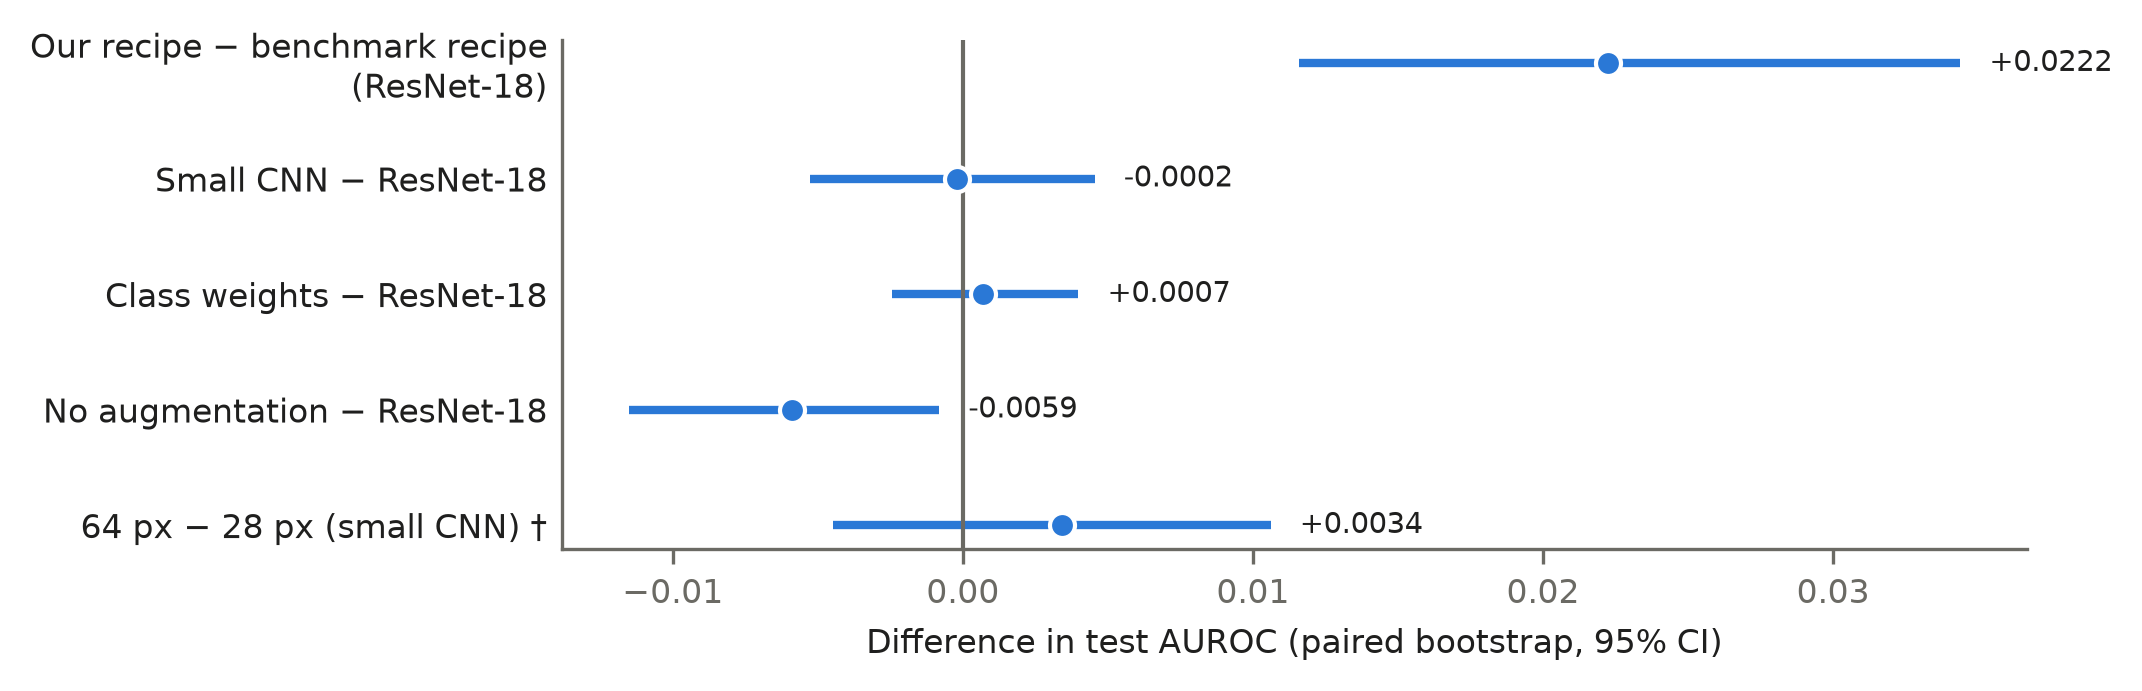 Our recipe − benchmark recipe
(ResNet-18)
+0.0222
Small CNN − ResNet-18
-0.0002
Class weights − ResNet-18
+0.0007
No augmentation − ResNet-18
-0.0059
64 px − 28 px (small CNN) †
+0.0034
−0.01 0.00 0.01 0.02 0.03
Difference in test AUROC (paired bootstrap, 95% CI)